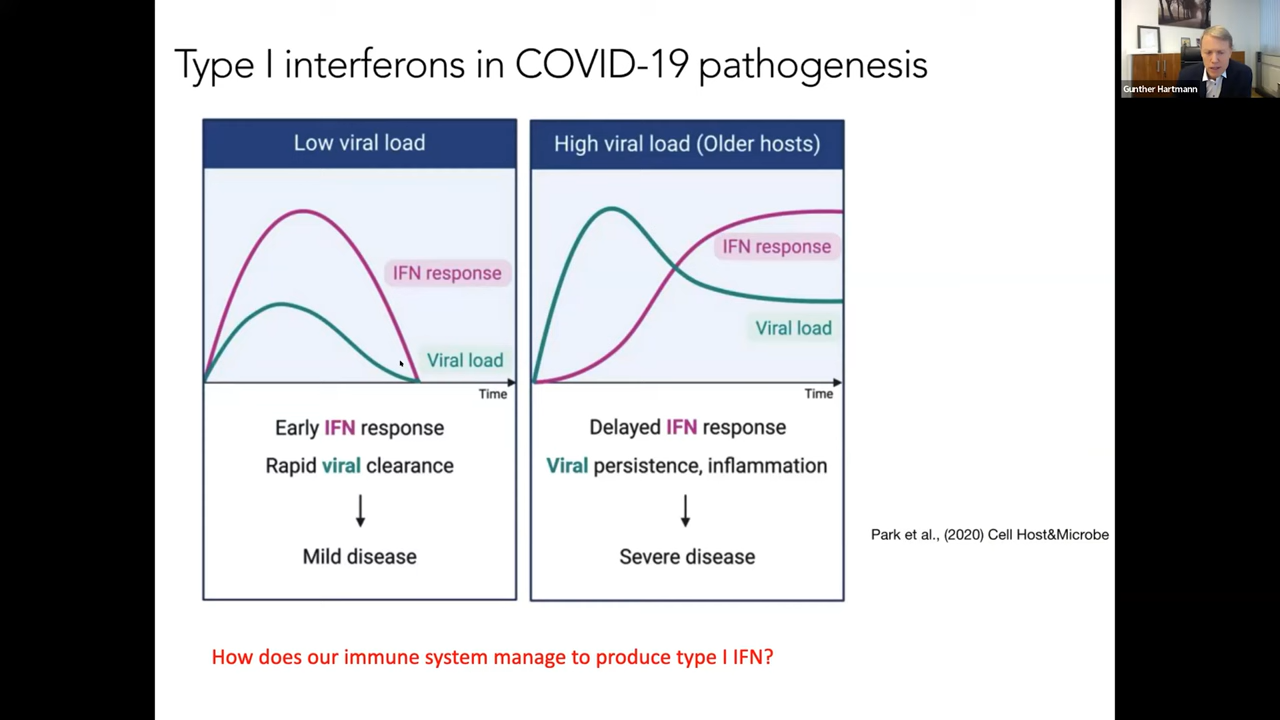 Type I interferons in COVID-19 pathogenesis
Gunther Hartmann
Low viral load
IFN response
Viral load
Time
Early IFN response
Rapid viral clearance
Mild disease
High viral load (Older hosts)
IFN response
Viral load
Time
Delayed IFN response
Viral persistence, inflammation
Severe disease
Park et al., (2020) Cell Host&Microbe
How does our immune system manage to produce type I IFN?